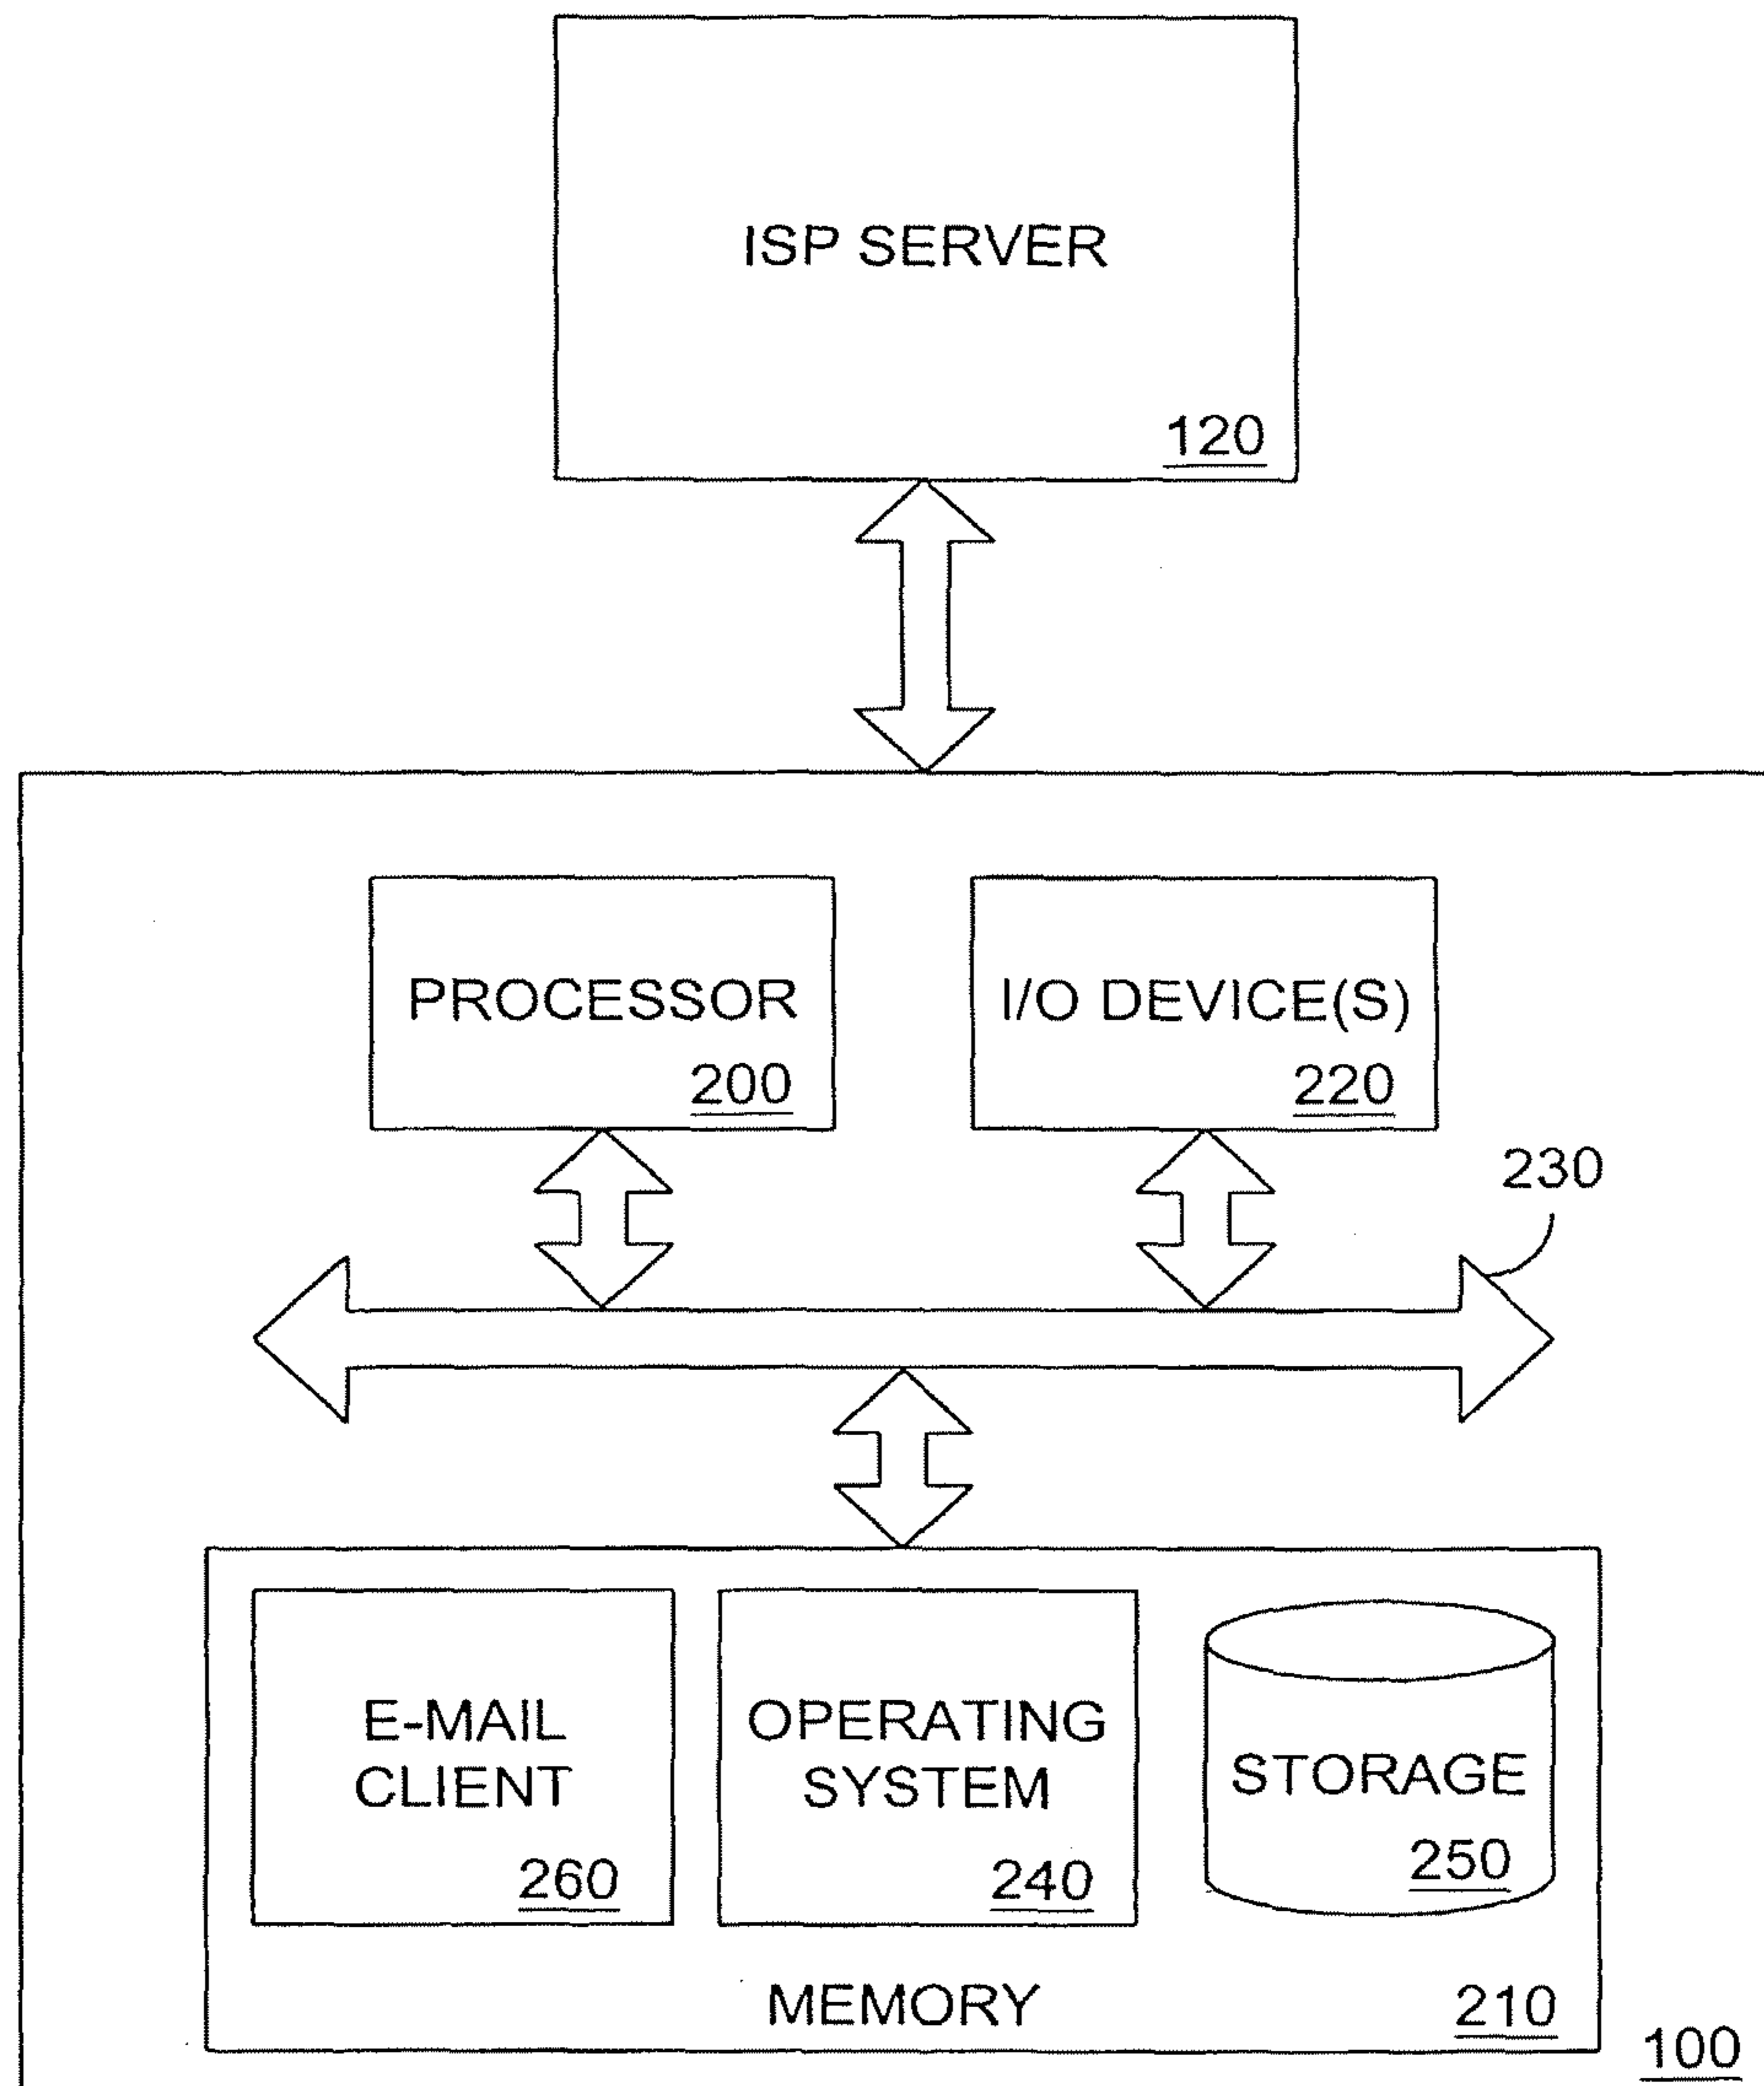 ISP SERVER
120
PROCESSOR
200
I/O DEVICE(S)
220
230
E-MAIL
CLIENT
260
OPERATING
SYSTEM
240
STORAGE
250
MEMORY
210
100